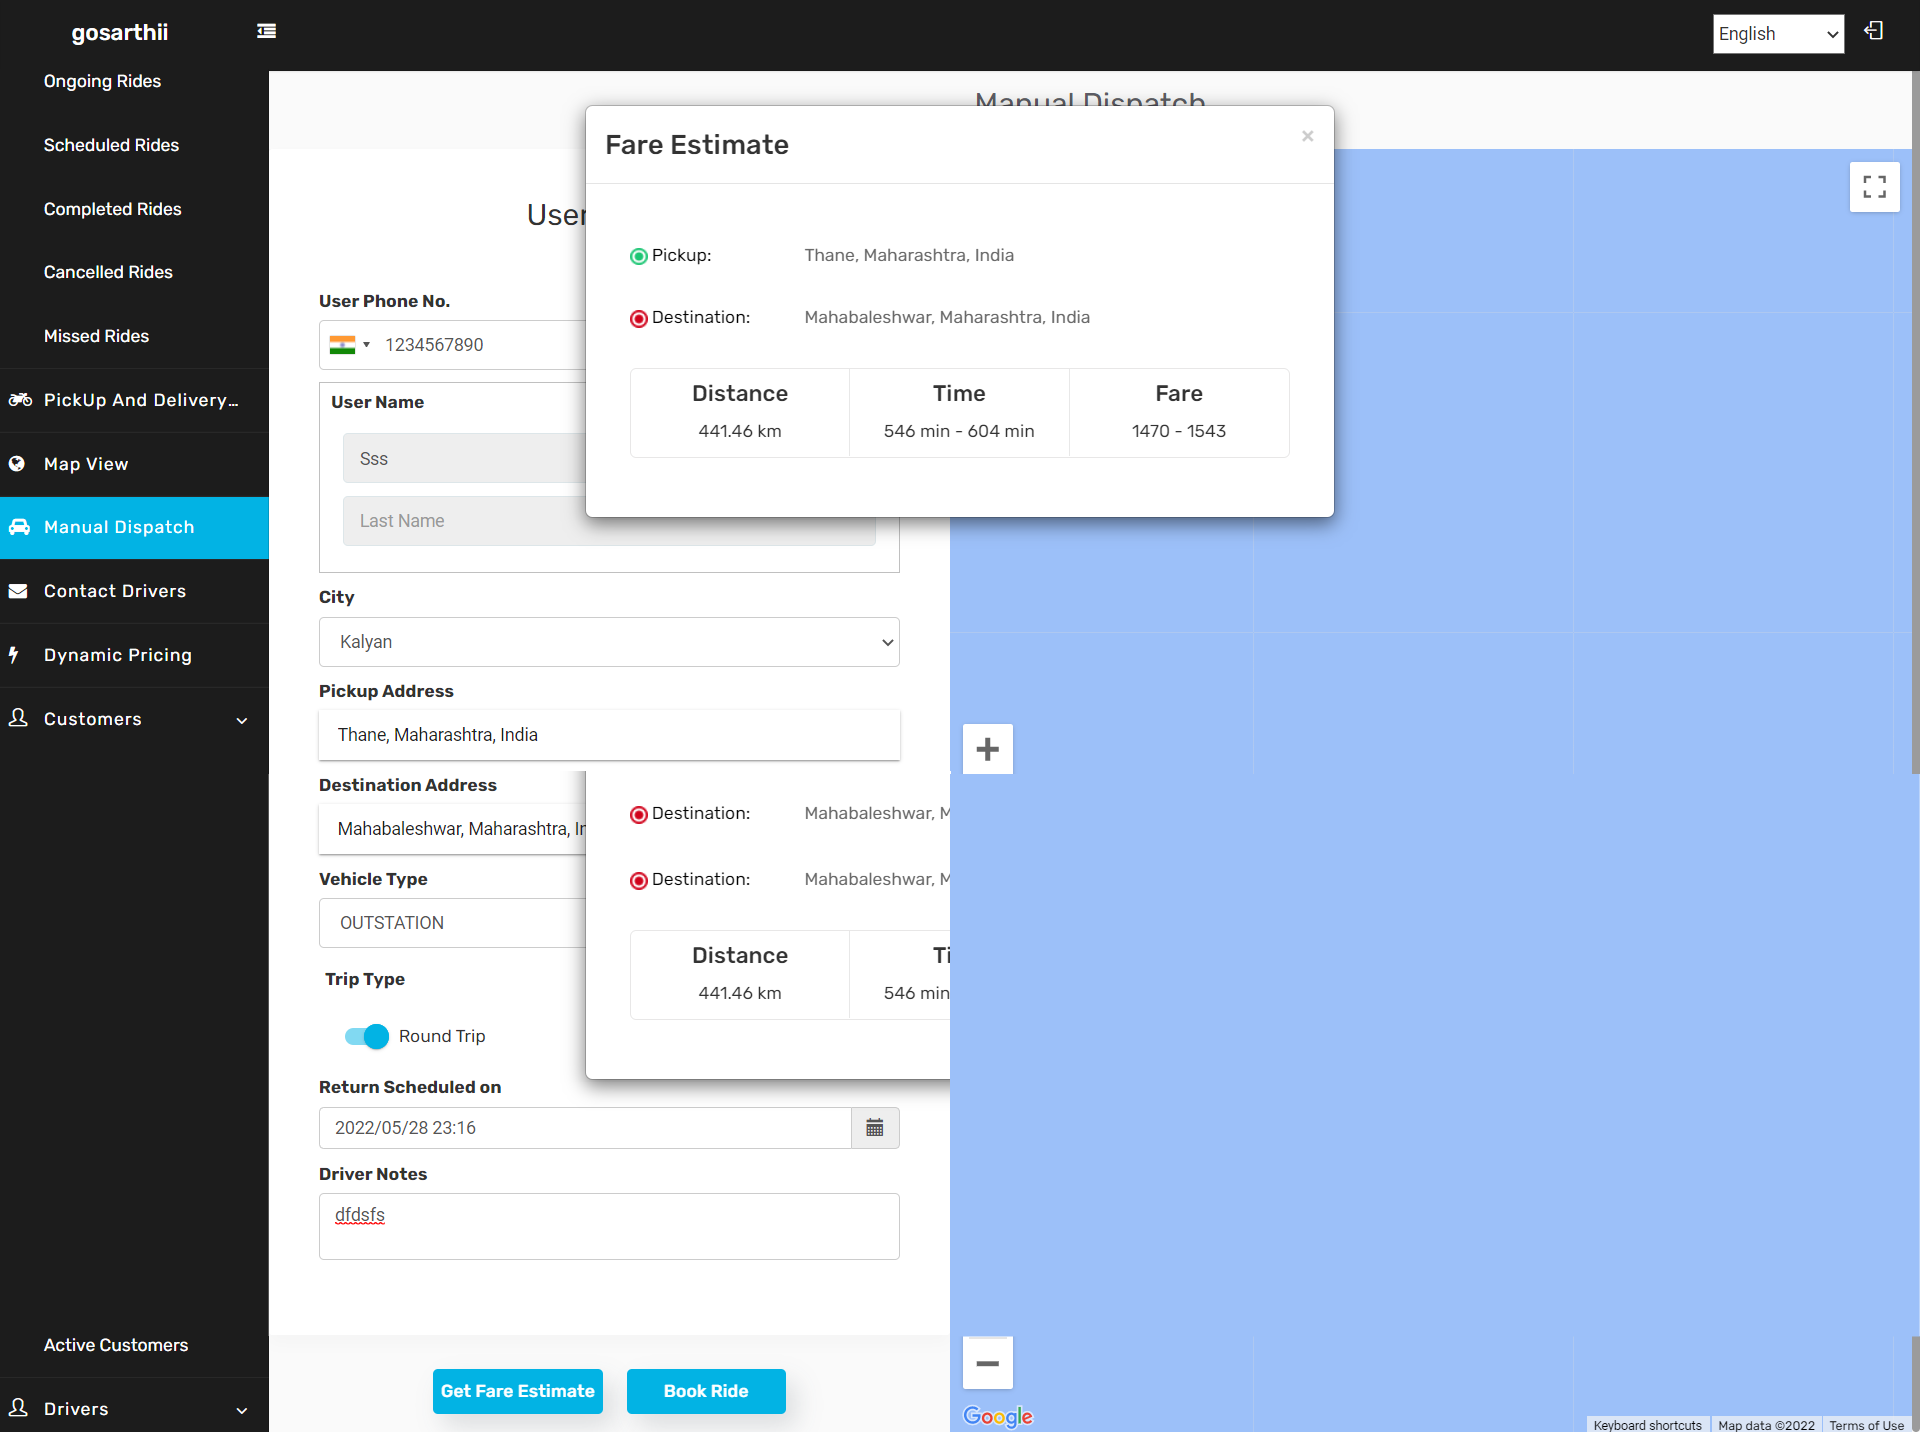 gosarthii
English
Ongoing Rides
Scheduled Rides
Completed Rides
Cancelled Rides
Missed Rides
PickUp And Delivery...
Map View
Manual Dispatch
Contact Drivers
Dynamic Pricing
Customers
Active Customers
Drivers
Manual Dispatch
Fare Estimate
×
Pickup: Thane, Maharashtra, India
Destination: Mahabaleshwar, Maharashtra, India
Distance Time Fare
441.46 km 546 min - 604 min 1470 - 1543
User
User Phone No.
1234567890
User Name
Sss
Last Name
City
Kalyan
Pickup Address
Thane, Maharashtra, India
Destination Address
Mahabaleshwar, Maharashtra, In
Destination: Mahabaleshwar, M
Vehicle Type
Destination: Mahabaleshwar, M
OUTSTATION
Distance Ti
441.46 km 546 min
Trip Type
Round Trip
Return Scheduled on
2022/05/28 23:16
Driver Notes
dfdsfs
Get Fare Estimate
Book Ride
Google
Keyboard shortcuts
Map data ©2022
Terms of Use